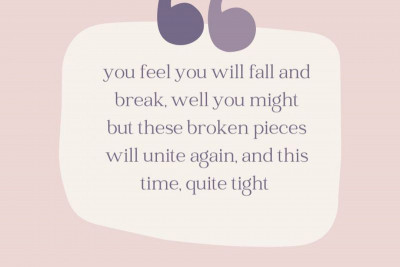 you feel you will fall and
break, well you might
but these broken pieces
will unite again, and this
time, quite tight